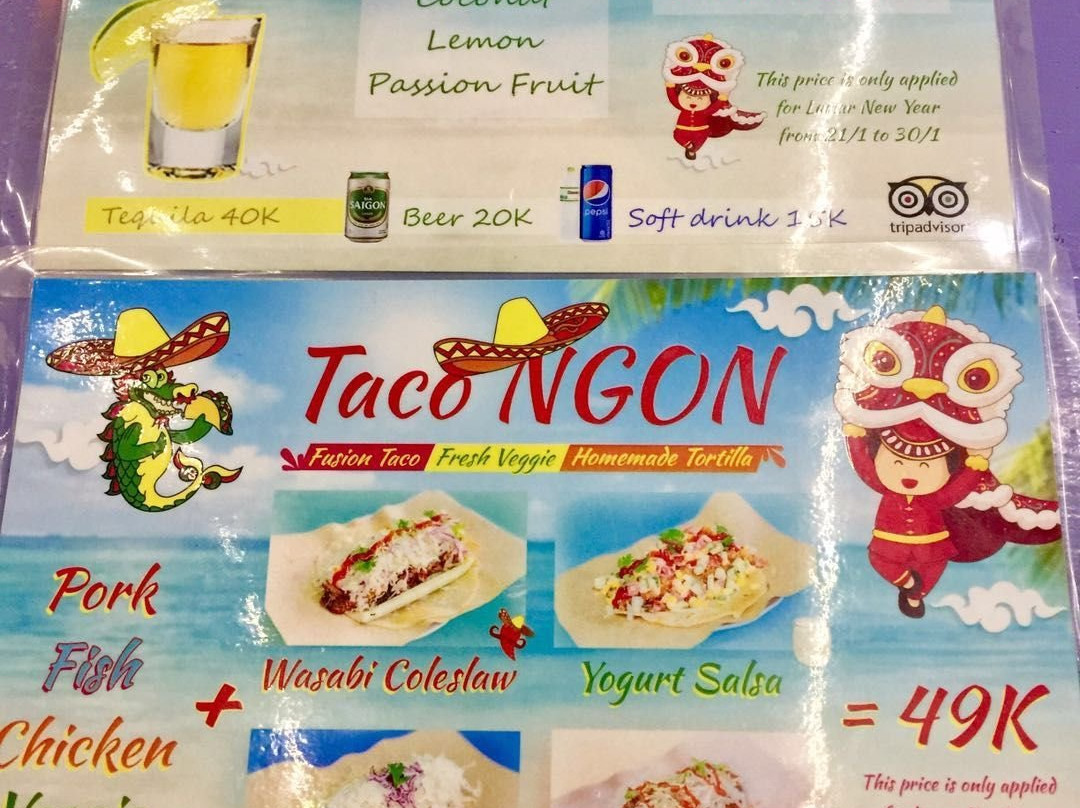 Coconut
Lemon
Passion Fruit
This price is only applied
for Lunar New Year
from 21/1 to 30/1
Tequila 40K
SAIGON
Beer 20K
pepsi
Soft drink 15K
tripadvisor
Taco NGON
Fusion Taco Fresh Veggie Homemade Tortilla
Pork
Fish
Chicken
+
Wasabi Coleslaw
Yogurt Salsa
= 49K
This price is only applied